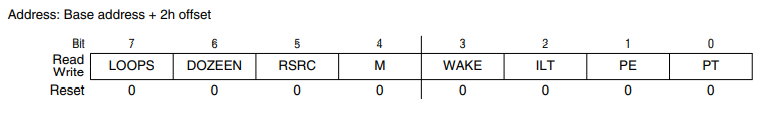 Address: Base address + 2h offset
Bit 7 6 5 4 3 2 1 0
Read
Write LOOPS DOZEEN RSRC M WAKE ILT PE PT
Reset 0 0 0 0 0 0 0 0